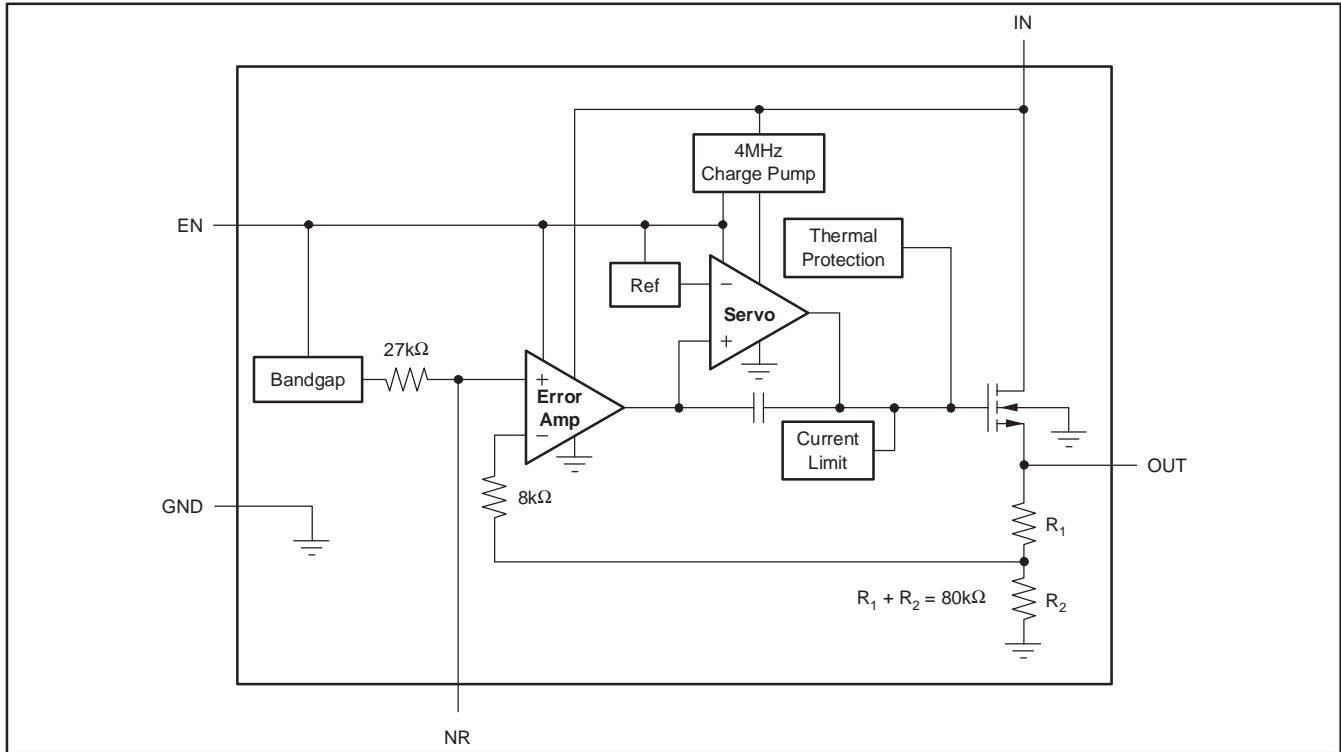 IN
4MHz
Charge Pump
EN
Thermal
Protection
Ref
−
Servo
+
27kΩ
Bandgap
+
Error
Amp
−
Current
Limit
OUT
8kΩ
GND
R1
R1 + R2 = 80kΩ
R2
NR